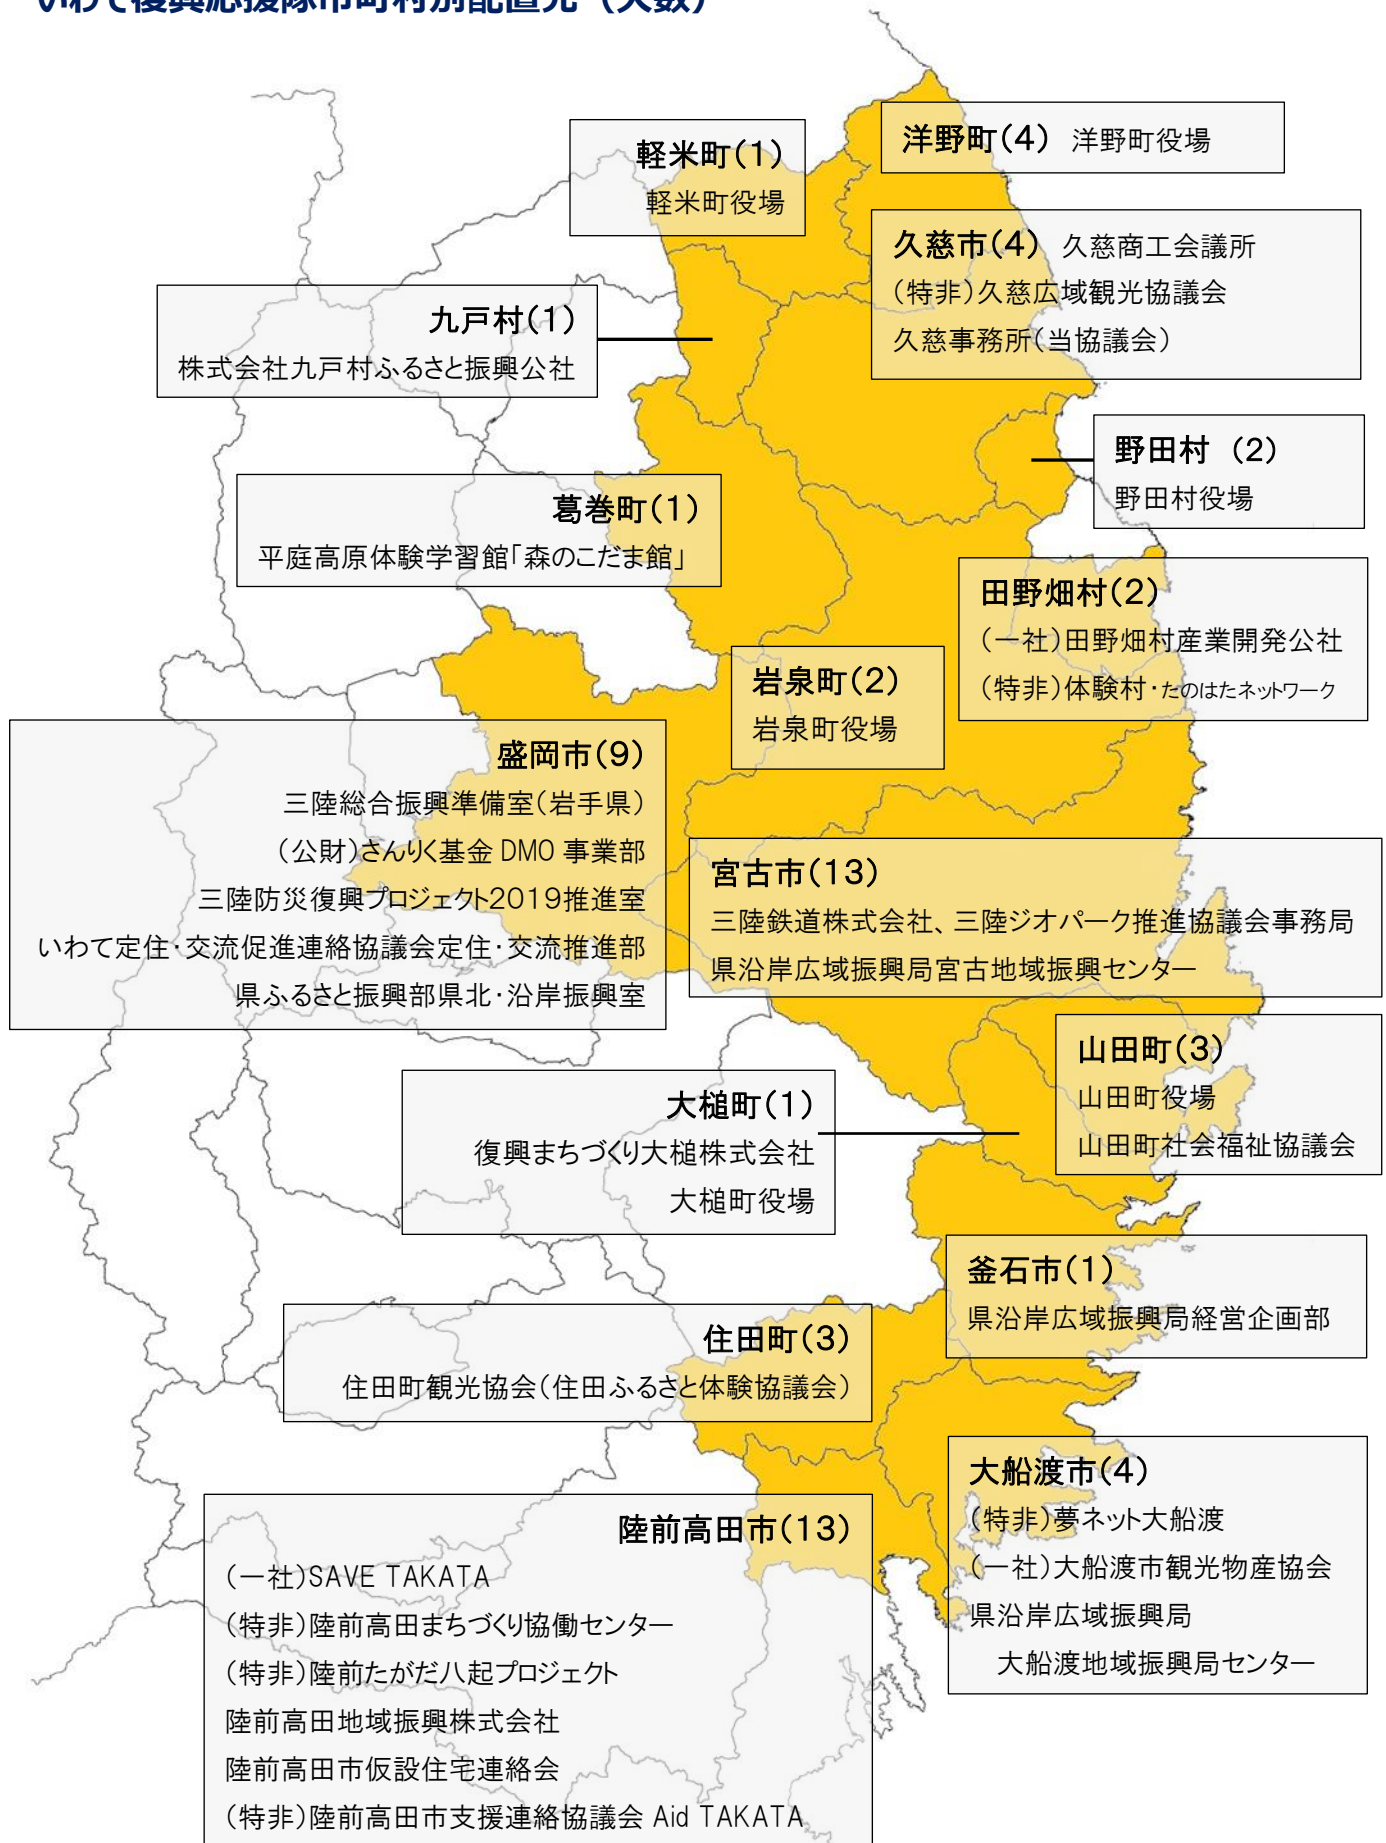 いわて復興応援隊市町村別配置先（人数）
軽米町(1)
軽米町役場
洋野町(4) 洋野町役場
久慈市(4) 久慈商工会議所
(特非)久慈広域観光協議会
久慈事務所(当協議会)
九戸村(1)
株式会社九戸村ふるさと振興公社
野田村 (2)
野田村役場
葛巻町(1)
平庭高原体験学習館「森のこだま館」
田野畑村(2)
(一社)田野畑村産業開発公社
(特非)体験村・たのはたネットワーク
岩泉町(2)
岩泉町役場
盛岡市(9)
三陸総合振興準備室(岩手県)
(公財)さんりく基金 DMO 事業部
三陸防災復興プロジェクト2019推進室
いわて定住・交流促進連絡協議会定住・交流推進部
県ふるさと振興部県北・沿岸振興室
宮古市(13)
三陸鉄道株式会社、三陸ジオパーク推進協議会事務局
県沿岸広域振興局宮古地域振興センター
山田町(3)
山田町役場
山田町社会福祉協議会
大槌町(1)
復興まちづくり大槌株式会社
大槌町役場
釜石市(1)
県沿岸広域振興局経営企画部
住田町(3)
住田町観光協会(住田ふるさと体験協議会)
大船渡市(4)
(特非)夢ネット大船渡
(一社)大船渡市観光物産協会
県沿岸広域振興局
大船渡地域振興局センター
陸前高田市(13)
(一社)SAVE TAKATA
(特非)陸前高田まちづくり協働センター
(特非)陸前たがだ八起プロジェクト
陸前高田地域振興株式会社
陸前高田市仮設住宅連絡会
(特非)陸前高田市支援連絡協議会 Aid TAKATA